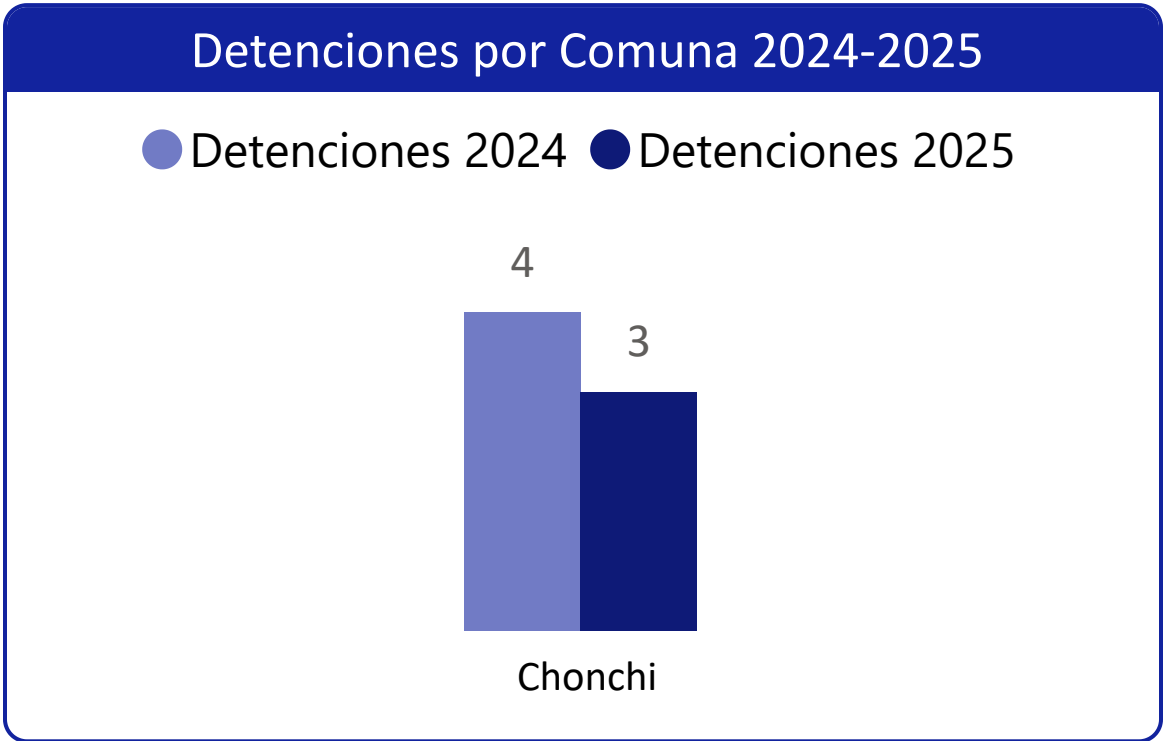 Detenciones por Comuna 2024-2025
Detenciones 2024 Detenciones 2025
4
3
Chonchi